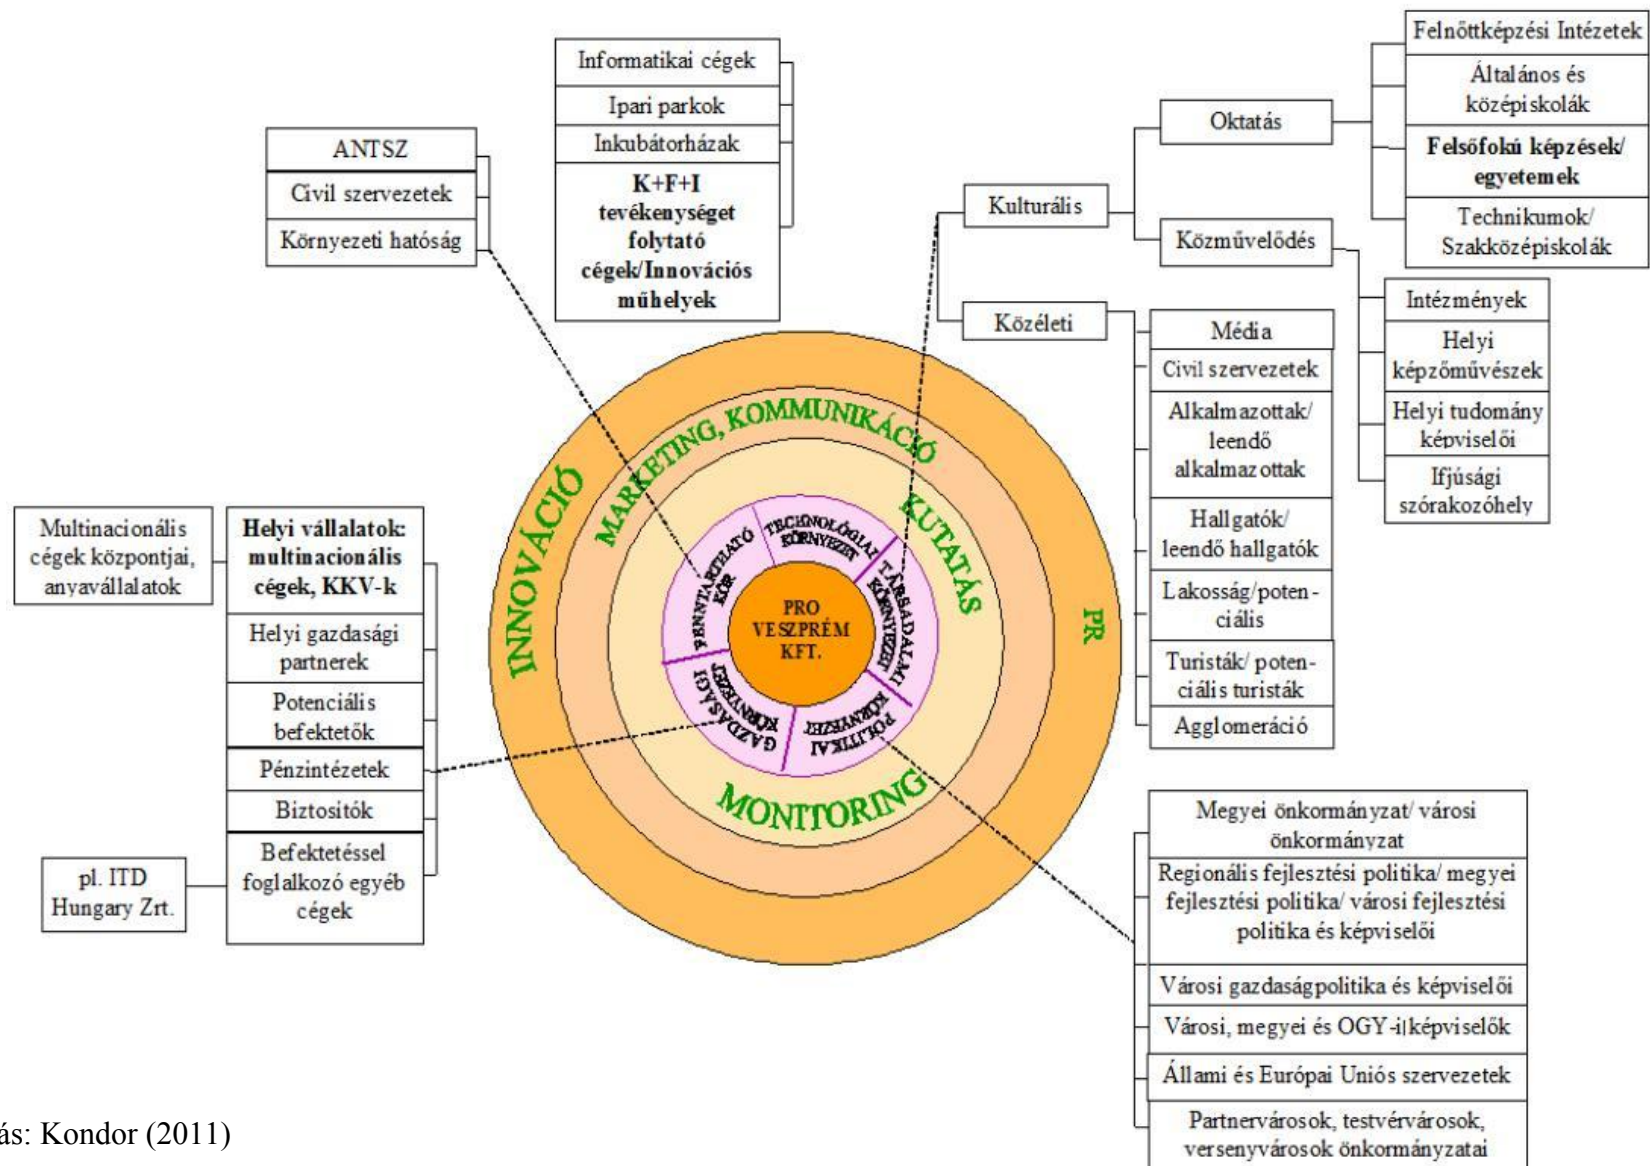 Informatikai cégek
Ipari parkok
Inkubátorházak
K+F+I
tevékenységet
folytató
cégek/Innovációs
műhelyek
ANTSZ
Civil szervezetek
Környezeti hatóság
Kulturális
Közéleti
Oktatás
Közművelődés
Felnőttképzési Intézetek
Általános és
középiskolák
Felsőfokú képzések/
egyetemek
Technikumok/
Szakközépiskolák
Intézmények
Helyi
képzőművészek
Helyi tudomány
képviselői
Ifjúsági
szórakozóhely
Média
Civil szervezetek
Alkalmazottak/
leendő
alkalmazottak
Hallgatók/
leendő hallgatók
Lakosság/poten-
ciális
Turisták/ poten-
ciális turisták
Agglomeráció
INNOVÁCIÓ
MARKETING, KOMMUNIKÁCIÓ
KUTATÁS
PR
MONITORING
FENNTARTHATÓ
KÖR
TECHNOLÓGIAI
KÖRNYEZET
TÁRSADALMI
KÖRNYEZET
POLITIKAI
KÖRNYEZET
GAZDASÁGI
KÖRNYEZET
PRO
VESZPRÉM
KFT.
Multinacionális
cégek központjai,
anyavállalatok
Helyi vállalatok:
multinacionális
cégek, KKV-k
Helyi gazdasági
partnerek
Potenciális
befektetők
Pénzintézetek
Biztosítók
Befektetéssel
foglalkozó egyéb
cégek
pl. ITD
Hungary Zrt.
Megyei önkormányzat/ városi
önkormányzat
Regionális fejlesztési politika/ megyei
fejlesztési politika/ városi fejlesztési
politika és képviselői
Városi gazdaságpolitika és képviselői
Városi, megyei és OGY-i képviselők
Állami és Európai Uniós szervezetek
Partnervárosok, testvérvárosok,
versenyvárosok önkormányzatai
ás: Kondor (2011)